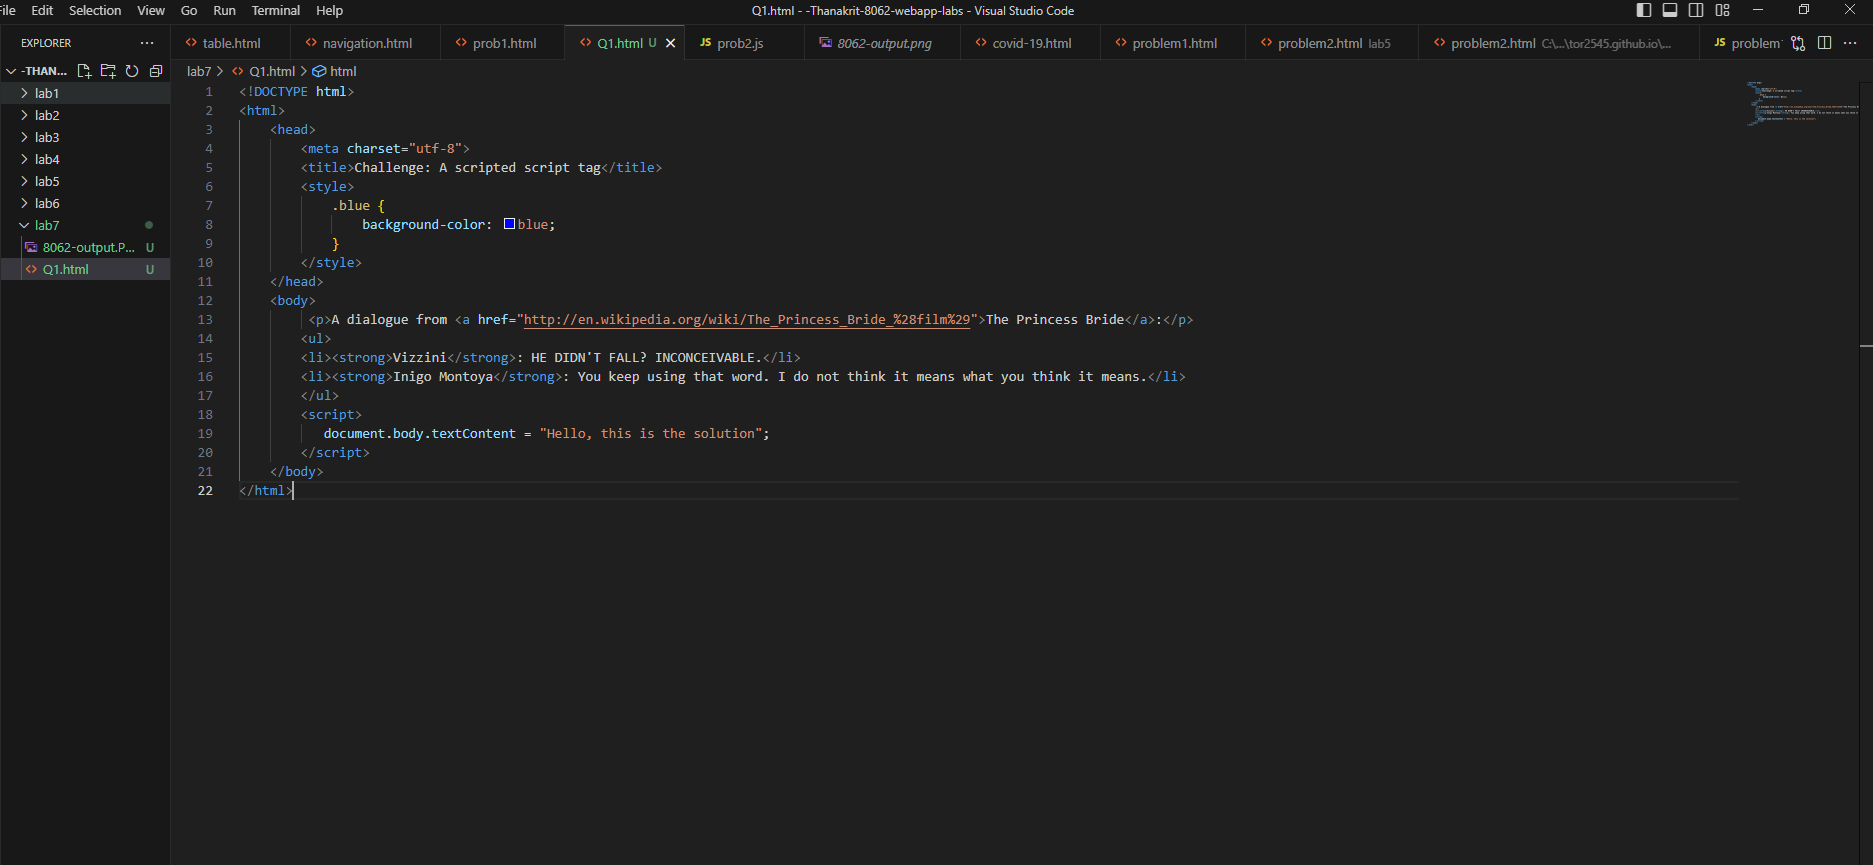 File Edit Selection View Go Run Terminal Help Q1.html - -Thanakrit-8062-webapp-labs - Visual Studio Code
EXPLORER ··· table.html navigation.html prob1.html Q1.html U JS prob2.js 8062-output.png covid-19.html problem1.html problem2.html lab5 problem2.html C:\...\tor2545.github.io\... JS problem
-THAN... lab7 > Q1.html > html
lab1
lab2
lab3
lab4
lab5
lab6
lab7
8062-output.P... U
Q1.html U
1 <!DOCTYPE html>
2 <html>
3 <head>
4 <meta charset="utf-8">
5 <title>Challenge: A scripted script tag</title>
6 <style>
7 .blue {
8 background-color: blue;
9 }
10 </style>
11 </head>
12 <body>
13 <p>A dialogue from <a href="http://en.wikipedia.org/wiki/The_Princess_Bride_%28film%29">The Princess Bride</a>:</p>
14 <ul>
15 <li><strong>Vizzini</strong>: HE DIDN'T FALL? INCONCEIVABLE.</li>
16 <li><strong>Inigo Montoya</strong>: You keep using that word. I do not think it means what you think it means.</li>
17 </ul>
18 <script>
19 document.body.textContent = "Hello, this is the solution";
20 </script>
21 </body>
22 </html>